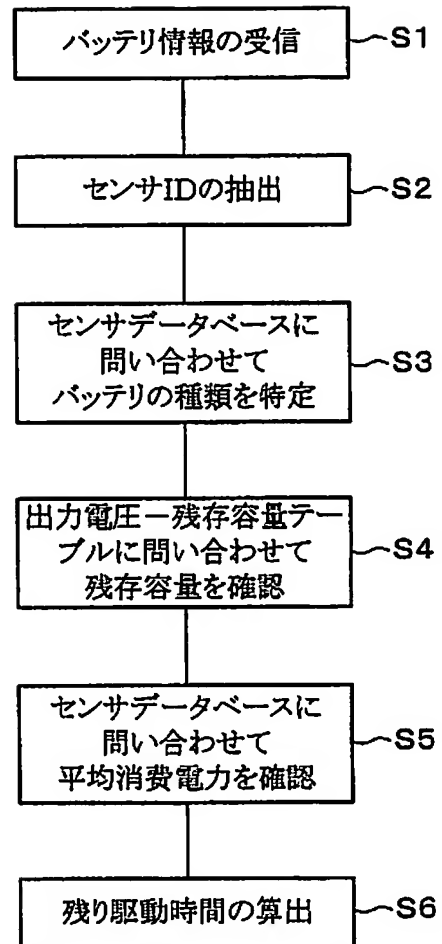 バッテリ情報の受信 S1
センサIDの抽出 S2
センサデータベースに
問い合わせて S3
バッテリの種類を特定
出力電圧－残存容量テー
ブルに問い合わせて S4
残存容量を確認
センサデータベースに
問い合わせて S5
平均消費電力を確認
残り駆動時間の算出 S6